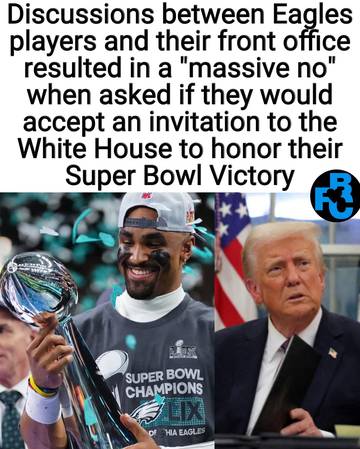 Discussions between Eagles
players and their front office
resulted in a "massive no"
when asked if they would
accept an invitation to the
White House to honor their
Super Bowl Victory
SUPER BOWL
CHAMPIONS
LIX